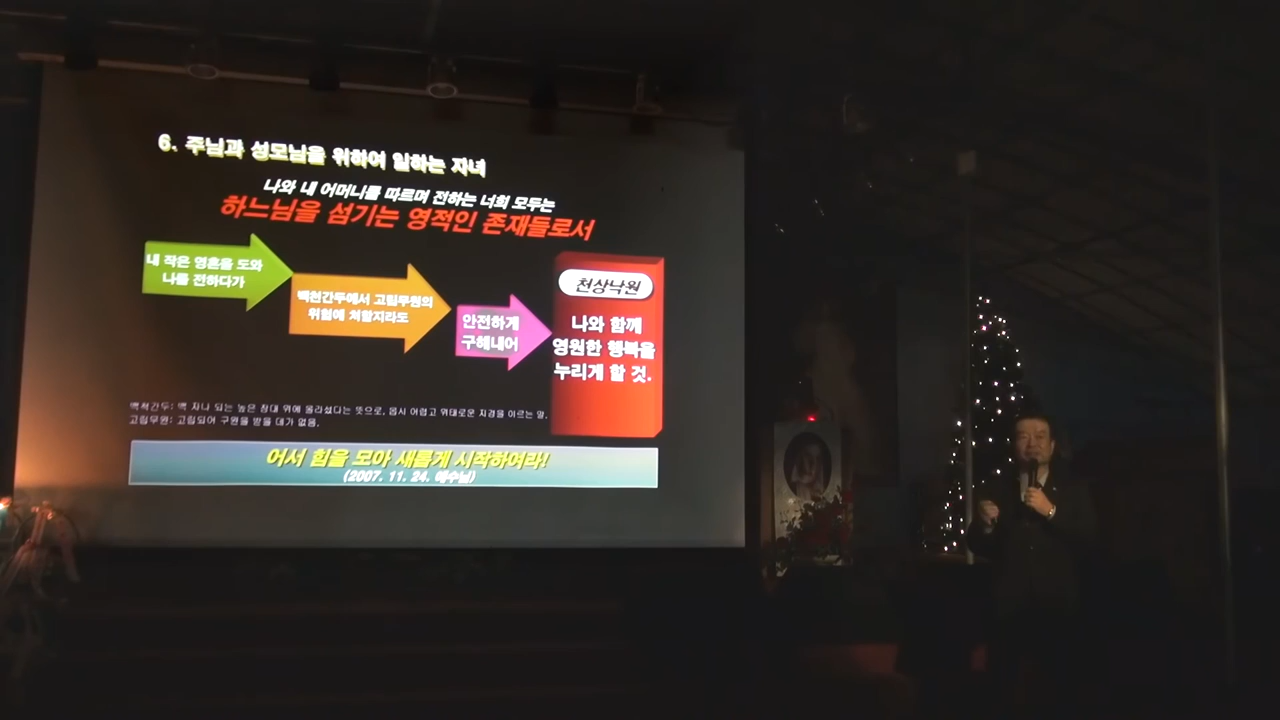 6. 주님과 성모님을 위하여 일하는 자녀
나와 내 어머니를 따르며 전하는 너희 모두는
하느님을 섬기는 영적인 존재들로서
내 작은 영혼을 도와
나를 전하다가
백척간두에서 고립무원의
위험에 처할지라도
안전하게
구해내어
천상낙원
나와 함께
영원한 행복을
누리게 할 것.
백척간두: 백 자나 되는 높은 장대 위에 올라섰다는 뜻으로, 몹시 어렵고 위태로운 지경을 이르는 말.
고립무원: 고립되어 구원을 받을 데가 없음.
어서 힘을 모아 새롭게 시작하여라!
(2007. 11. 24. 예수님)